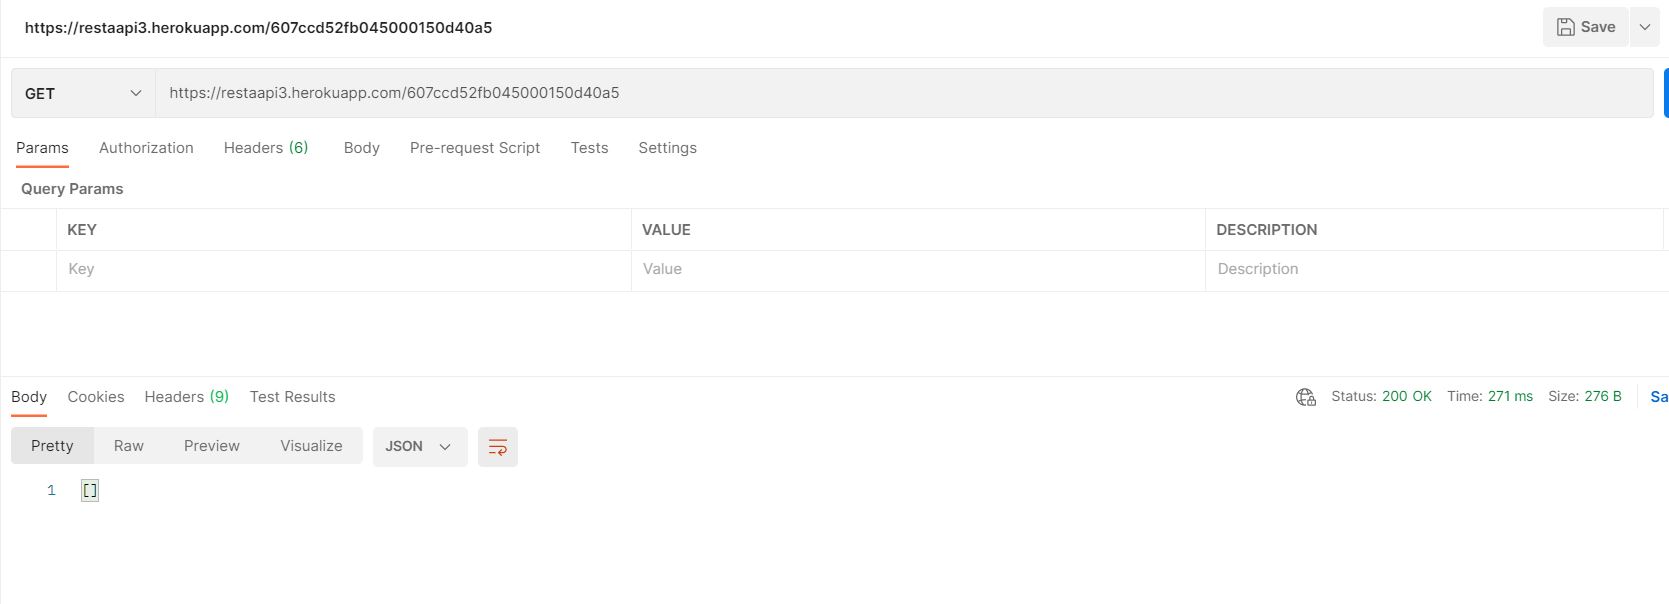 https://restaapi3.herokuapp.com/607ccd52fb045000150d40a5
Save
GET
https://restaapi3.herokuapp.com/607ccd52fb045000150d40a5
Params Authorization Headers (6) Body Pre-request Script Tests Settings
Query Params
KEY VALUE DESCRIPTION
Key Value Description
Body Cookies Headers (9) Test Results Status: 200 OK Time: 271 ms Size: 276 B Sa
Pretty Raw Preview Visualize JSON
1 []